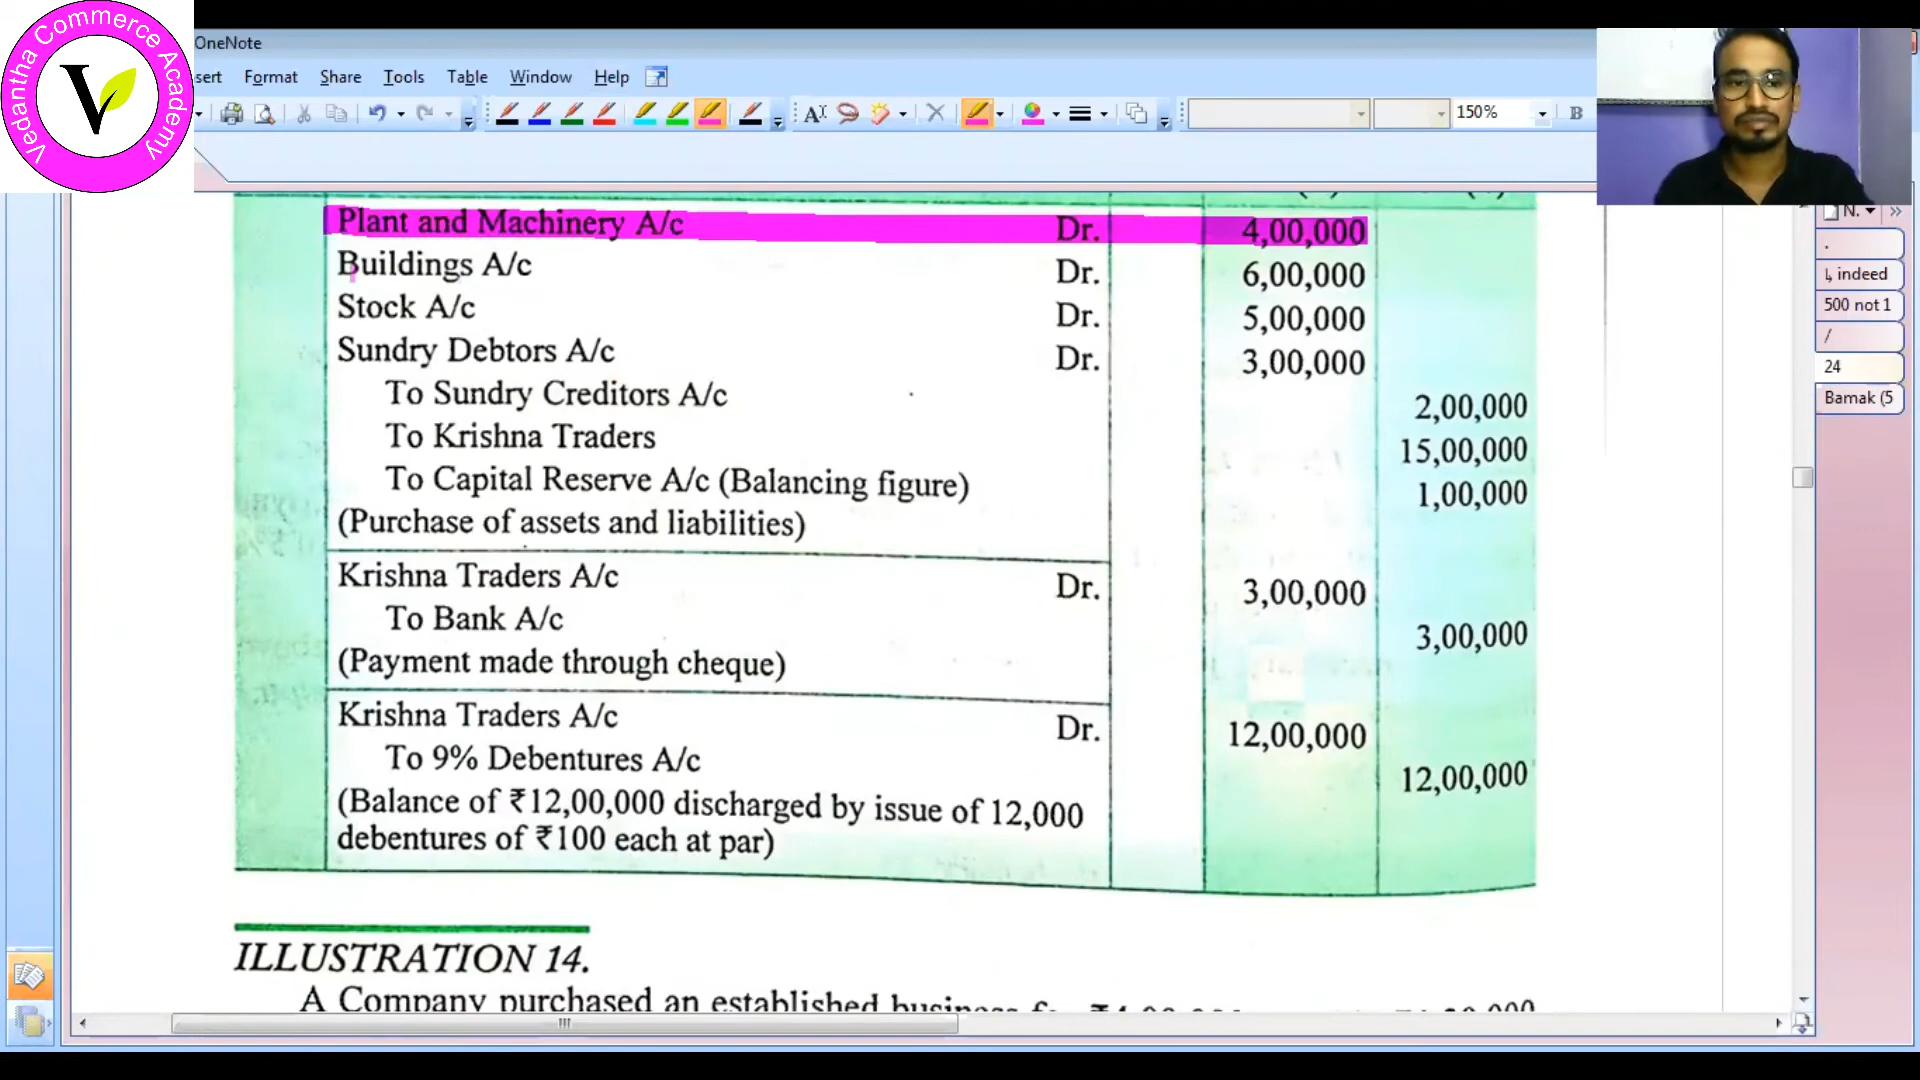 Vedantha Commerce Academy
V
OneNote
sert Format Share Tools Table Window Help
150% B
N.
Plant and Machinery A/c Dr. 4,00,000
Buildings A/c Dr. 6,00,000
Stock A/c Dr. 5,00,000
Sundry Debtors A/c Dr. 3,00,000
To Sundry Creditors A/c 2,00,000
To Krishna Traders 15,00,000
To Capital Reserve A/c (Balancing figure) 1,00,000
(Purchase of assets and liabilities)
Krishna Traders A/c Dr. 3,00,000
To Bank A/c 3,00,000
(Payment made through cheque)
Krishna Traders A/c Dr. 12,00,000
To 9% Debentures A/c 12,00,000
(Balance of ₹12,00,000 discharged by issue of 12,000
debentures of ₹100 each at par)
ILLUSTRATION 14.
A Company purchased an established business
.
indeed
500 not 1
/
24
Bamak (5